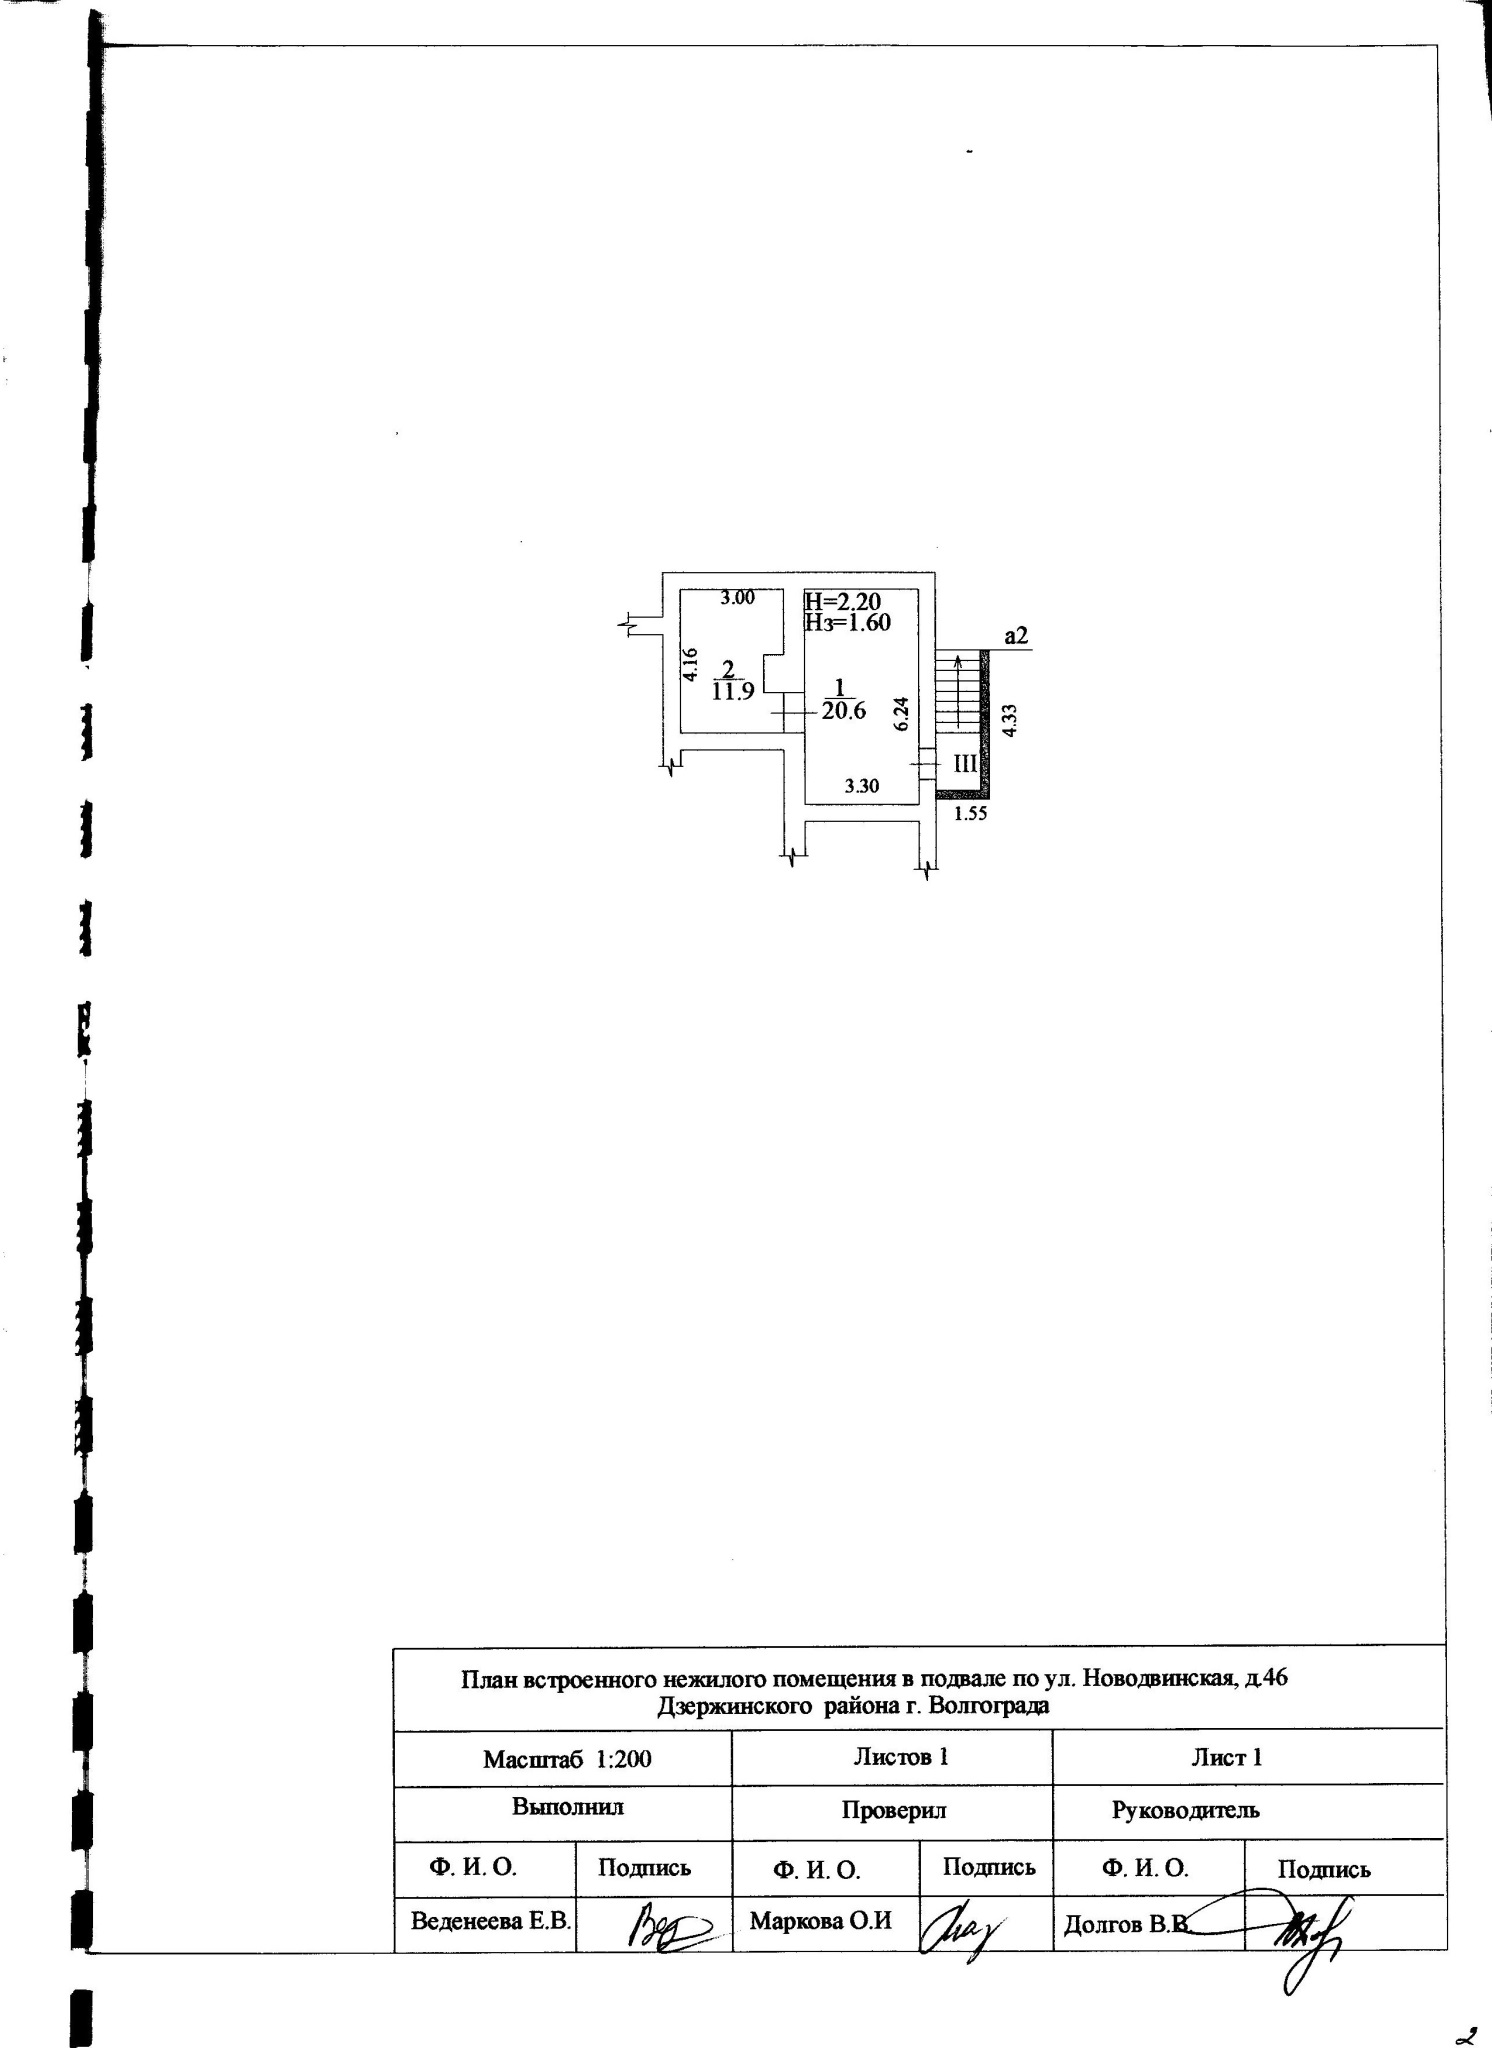 3.00
H=2.20
Hз=1.60
a2
4.16
2
11.9
1
20.6
6.24
4.33
III
3.30
1.55
План встроенного нежилого помещения в подвале по ул. Новодвинская, д.46
Дзержинского района г. Волгограда
Масштаб 1:200 Листов 1 Лист 1
Выполнил Проверил Руководитель
Ф. И. О. Подпись Ф. И. О. Подпись Ф. И. О. Подпись
Веденеева Е.В. Маркова О.И Долгов В.В.
2